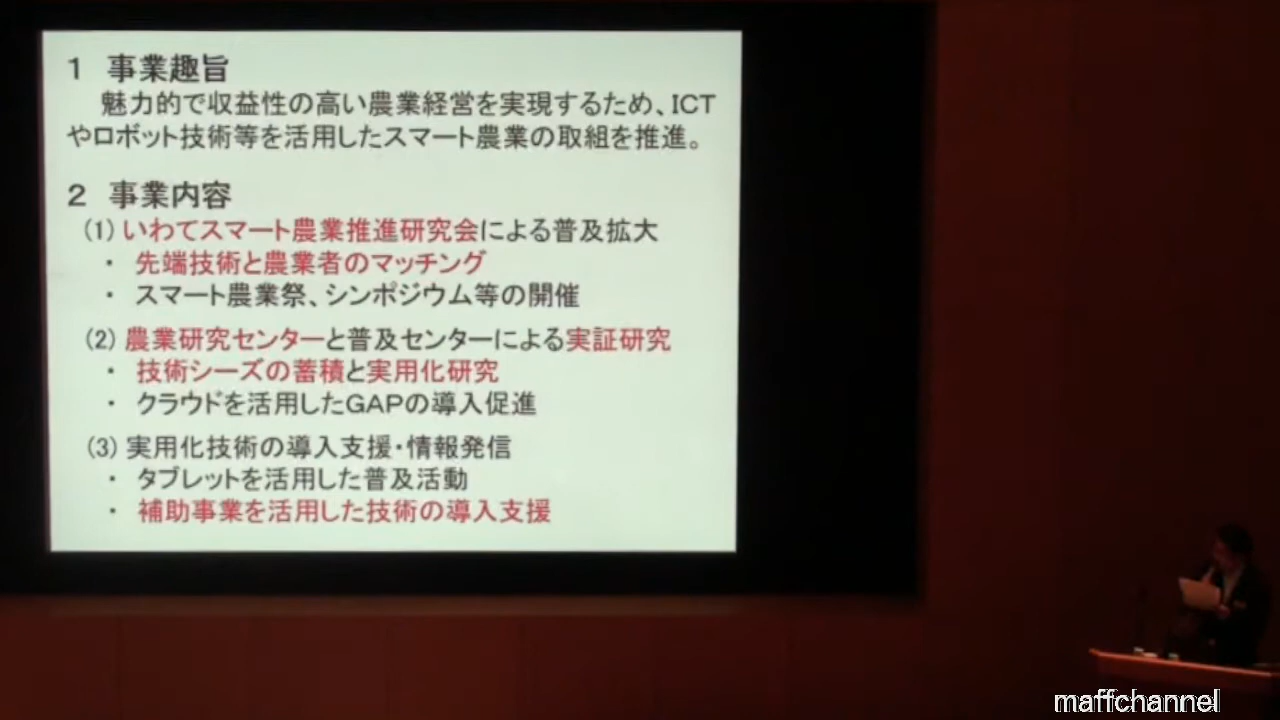 1 事業趣旨
魅力的で収益性の高い農業経営を実現するため、ICT
やロボット技術等を活用したスマート農業の取組を推進。
2 事業内容
(1) いわてスマート農業推進研究会による普及拡大
・ 先端技術と農業者のマッチング
・ スマート農業祭、シンポジウム等の開催
(2) 農業研究センターと普及センターによる実証研究
・ 技術シーズの蓄積と実用化研究
・ クラウドを活用したGAPの導入促進
(3) 実用化技術の導入支援・情報発信
・ タブレットを活用した普及活動
・ 補助事業を活用した技術の導入支援
maffchannel